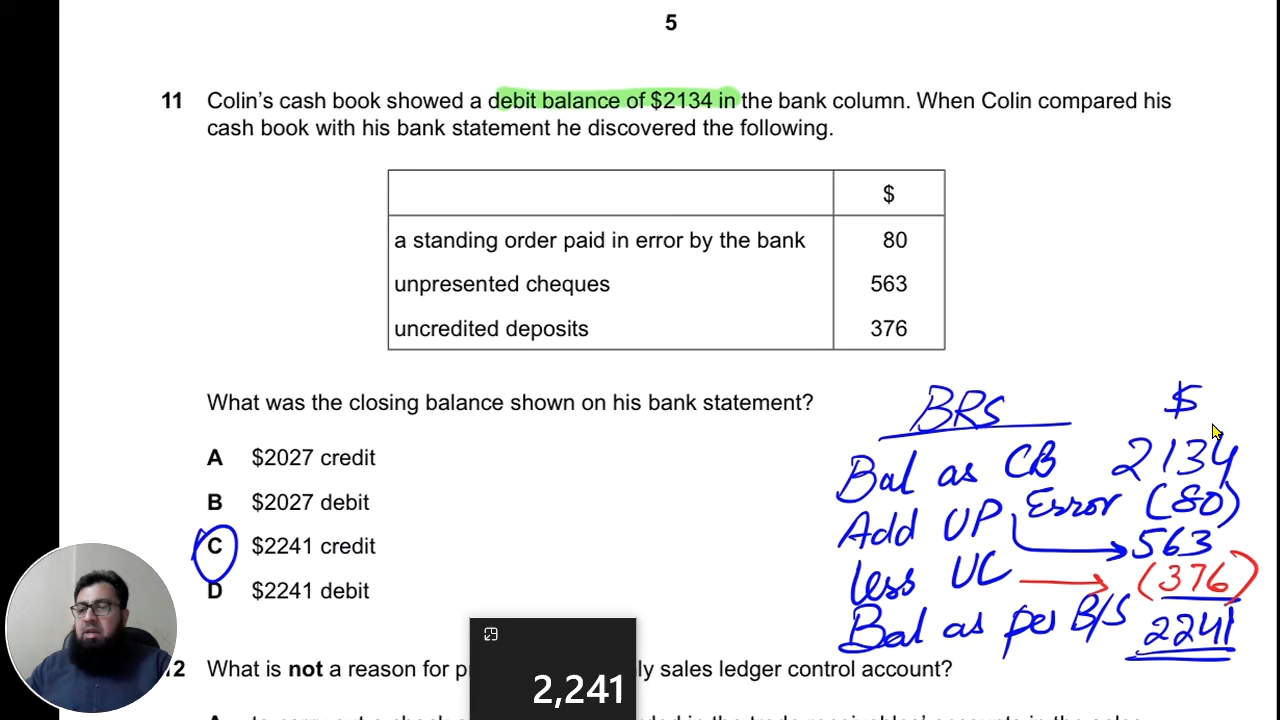 5
11 Colin's cash book showed a debit balance of $2134 in the bank column. When Colin compared his
cash book with his bank statement he discovered the following.
$
a standing order paid in error by the bank 80
unpresented cheques 563
uncredited deposits 376
What was the closing balance shown on his bank statement?
A $2027 credit
B $2027 debit
C $2241 credit
D $2241 debit
BRS $
Bal as CB 2134
Error (80)
Add UP 563
less UC (376)
Bal as per B/S 2241
2,241
12 What is not a reason for p ly sales ledger control account?